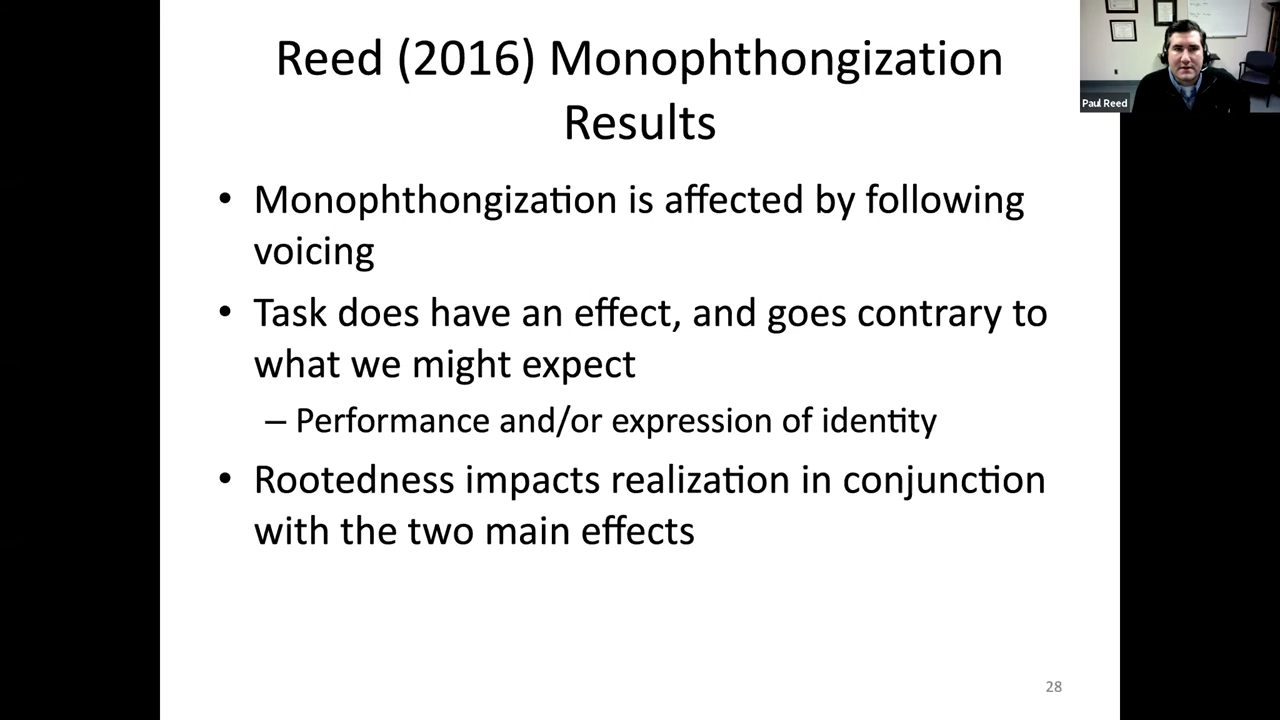 Reed (2016) Monophthongization
Results
• Monophthongization is affected by following
voicing
• Task does have an effect, and goes contrary to
what we might expect
– Performance and/or expression of identity
• Rootedness impacts realization in conjunction
with the two main effects
28
Paul Reed